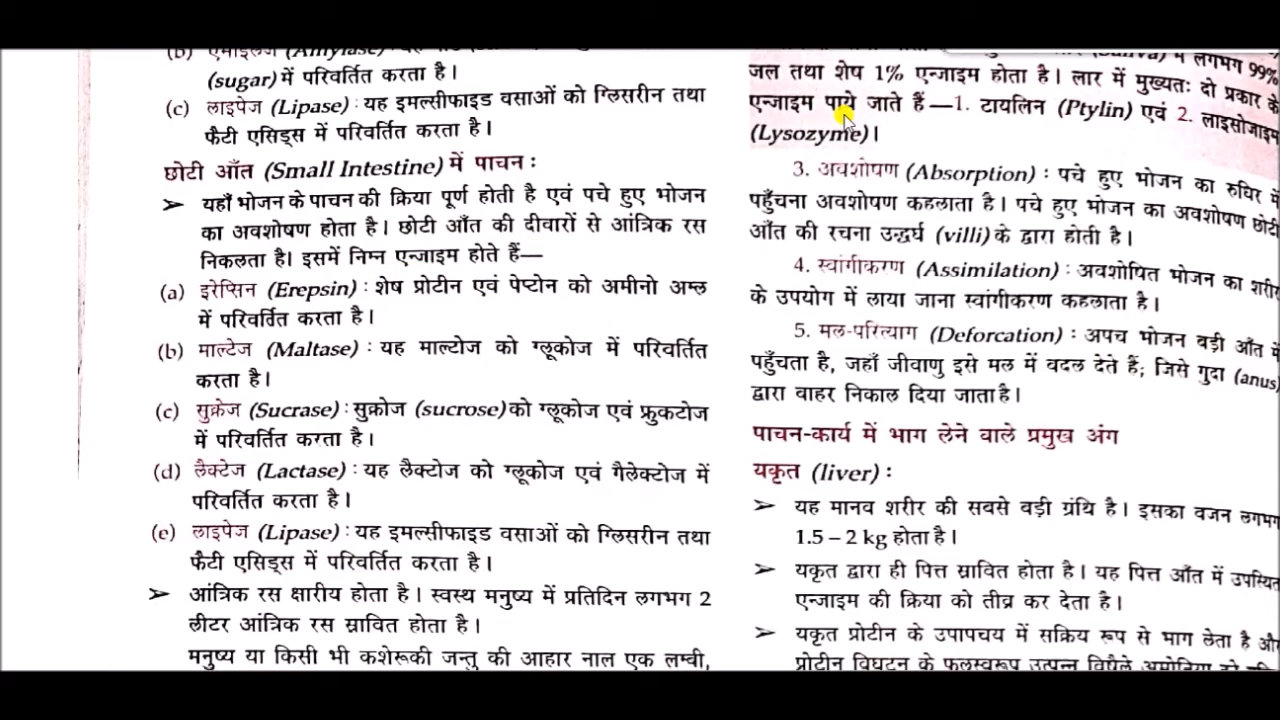 (b) एमाइलेज (Amylase) : यह
(sugar) में परिवर्तित करता है।
(c) लाइपेज (Lipase) : यह इमल्सीफाइड वसाओं को ग्लिसरीन तथा
फैटी एसिड्स में परिवर्तित करता है।
छोटी आँत (Small Intestine) में पाचन :
➢ यहाँ भोजन के पाचन की क्रिया पूर्ण होती है एवं पचे हुए भोजन
का अवशोषण होता है। छोटी आँत की दीवारों से आंत्रिक रस
निकलता है। इसमें निम्न एन्जाइम होते हैं—
(a) इरेप्सिन (Erepsin) : शेष प्रोटीन एवं पेप्टोन को अमीनो अम्ल
में परिवर्तित करता है।
(b) माल्टेज (Maltase) : यह माल्टोज को ग्लूकोज में परिवर्तित
करता है।
(c) सुक्रेज (Sucrase) : सुक्रोज (sucrose) को ग्लूकोज एवं फ्रुकटोज
में परिवर्तित करता है।
(d) लैक्टेज (Lactase) : यह लैक्टोज को ग्लूकोज एवं गैलेक्टोज में
परिवर्तित करता है।
(e) लाइपेज (Lipase) : यह इमल्सीफाइड वसाओं को ग्लिसरीन तथा
फैटी एसिड्स में परिवर्तित करता है।
➢ आंत्रिक रस क्षारीय होता है। स्वस्थ मनुष्य में प्रतिदिन लगभग 2
लीटर आंत्रिक रस स्रावित होता है।
मनुष्य या किसी भी कशेरूकी जन्तु की आहार नाल एक लम्बी,
(Saliva) में लगभग 99%
जल तथा शेष 1% एन्जाइम होता है। लार में मुख्यतः दो प्रकार के
एन्जाइम पाये जाते हैं—1. टायलिन (Ptylin) एवं 2. लाइसोजाइम
(Lysozyme)।
3. अवशोषण (Absorption) : पचे हुए भोजन का रुधिर में
पहुँचना अवशोषण कहलाता है। पचे हुए भोजन का अवशोषण छोटी
आँत की रचना उद्धर्घ (villi) के द्वारा होती है।
4. स्वांगीकरण (Assimilation) : अवशोषित भोजन का शरीर
के उपयोग में लाया जाना स्वांगीकरण कहलाता है।
5. मल-परित्याग (Deforcation) : अपच भोजन बड़ी आँत में
पहुँचता है, जहाँ जीवाणु इसे मल में बदल देते हैं; जिसे गुदा (anus)
द्वारा बाहर निकाल दिया जाता है।
पाचन-कार्य में भाग लेने वाले प्रमुख अंग
यकृत (liver) :
➢ यह मानव शरीर की सबसे बड़ी ग्रंथि है। इसका वजन लगभग
1.5 – 2 kg होता है।
➢ यकृत द्वारा ही पित्त स्रावित होता है। यह पित्त आँत में उपस्थित
एन्जाइम की क्रिया को तीव्र कर देता है।
➢ यकृत प्रोटीन के उपापचय में सक्रिय रूप से भाग लेता है और
प्रोटीन विघटन के फलस्वरूप उत्पन्न विषैले अमोनिया को